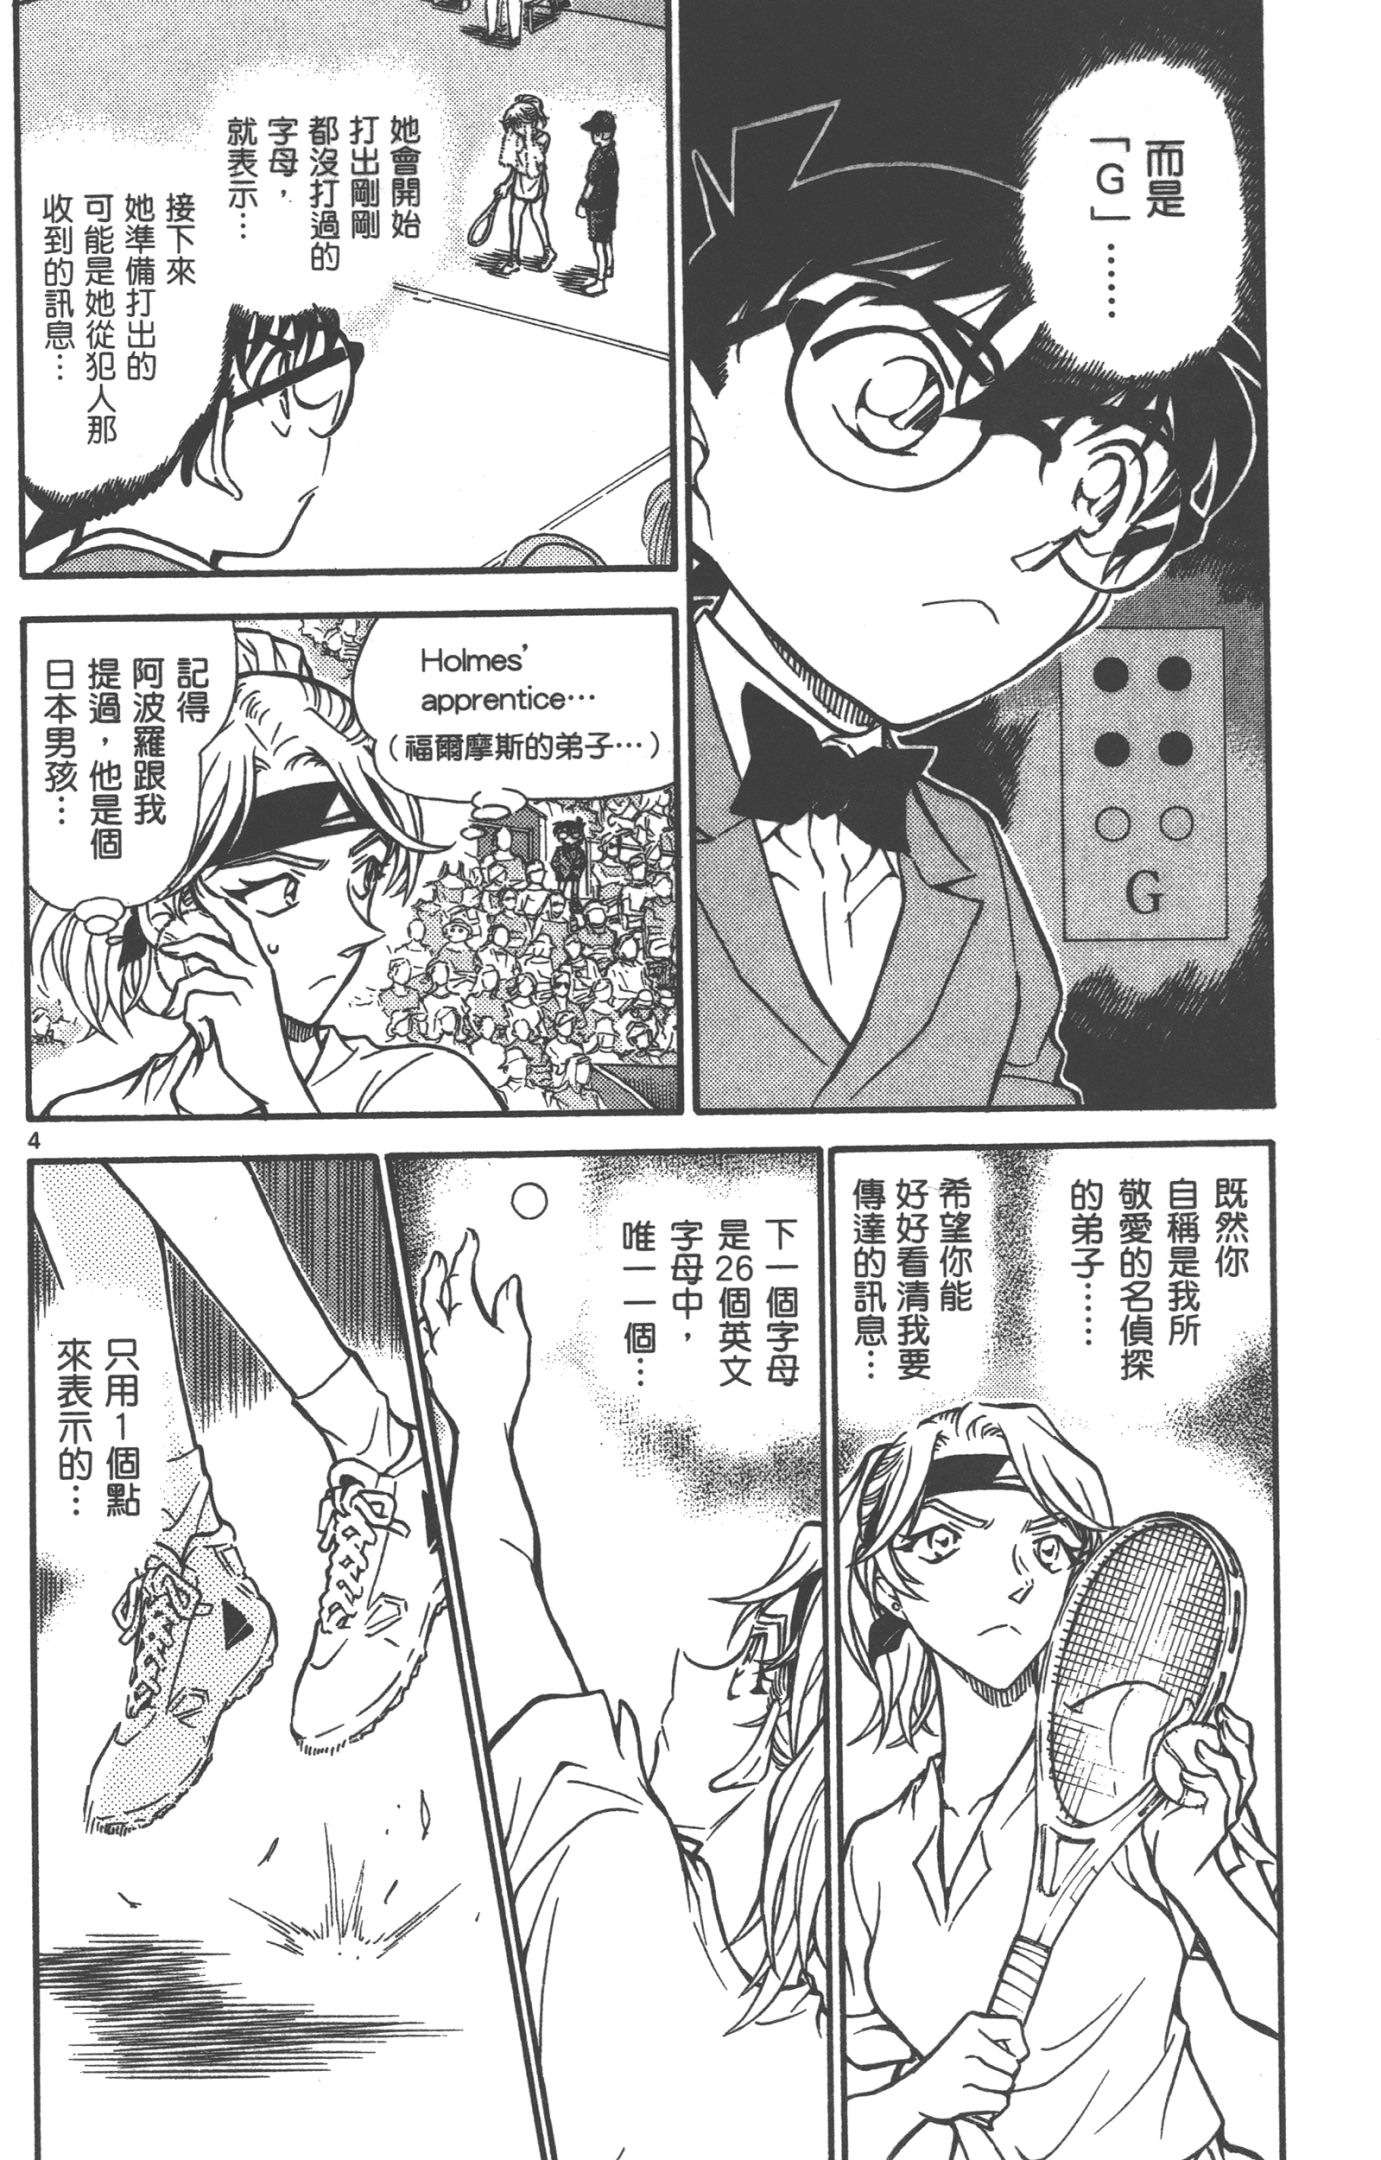 而是
「G」……
G
她會開始
打出剛剛
都沒打過的
字母，
就表示…
接下來
她準備打出的
可能是她從犯人那
收到的訊息…
Holmes’
apprentice…
（福爾摩斯的弟子…）
記得
阿波羅跟我
提過，他是個
日本男孩…
4
既然你
自稱是我所
敬愛的名偵探
的弟子……
希望你能
好好看清我要
傳達的訊息…
下一個字母
是26個英文
字母中，
唯一一個…
只用1個點
來表示的…